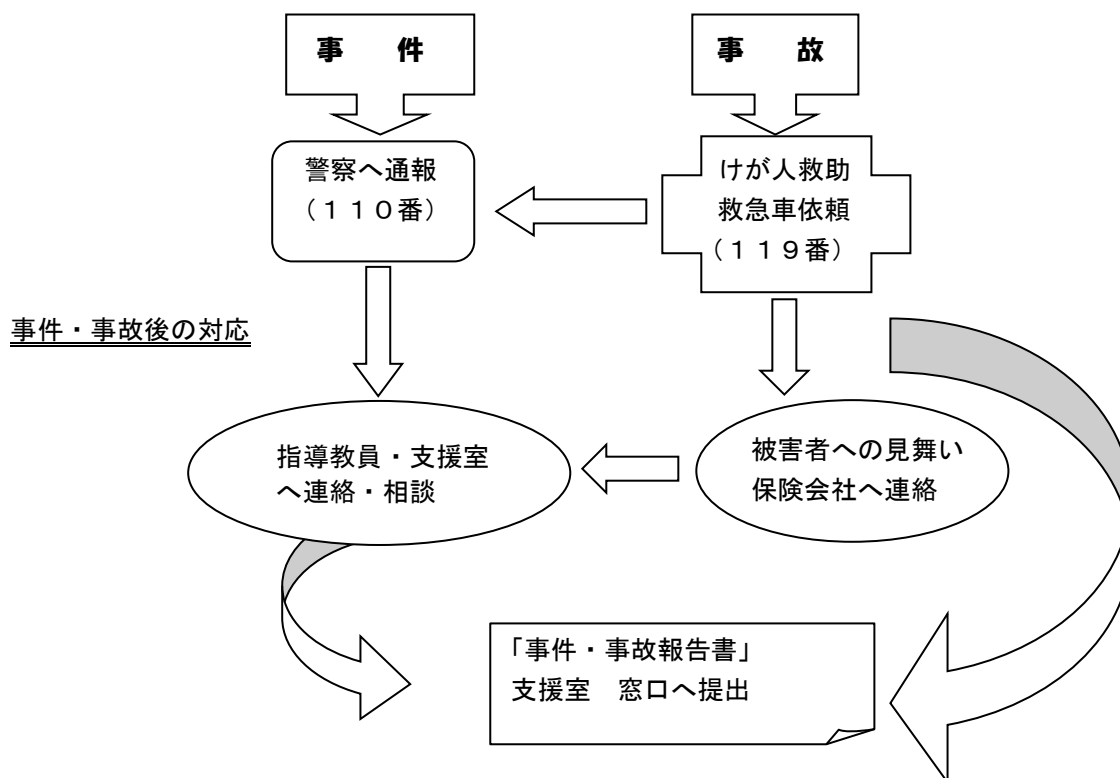 事　件
事　故
警察へ通報
（１１０番）
けが人救助
救急車依頼
（１１９番）
事件・事故後の対応
指導教員・支援室
へ連絡・相談
被害者への見舞い
保険会社へ連絡
「事件・事故報告書」
支援室　窓口へ提出